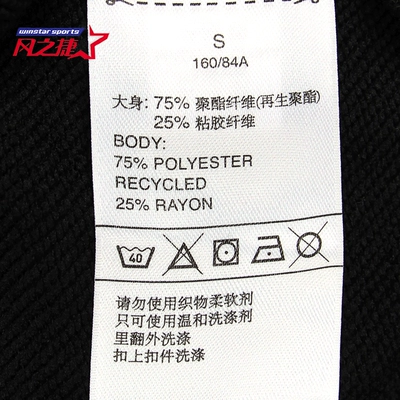 winstar sports
风之捷
S
160/84A
大身: 75% 聚酯纤维(再生聚酯)
25% 粘胶纤维
BODY:
75% POLYESTER
RECYCLED
25% RAYON
40
请勿使用织物柔软剂
只可使用温和洗涤剂
里翻外洗涤
扣上扣件洗涤